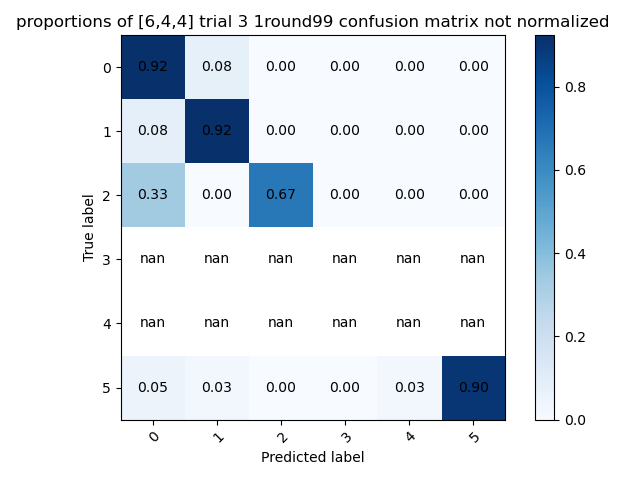 proportions of [6,4,4] trial 3 1round99 confusion matrix not normalized
0 0.92 0.08 0.00 0.00 0.00 0.00
1 0.08 0.92 0.00 0.00 0.00 0.00
2 0.33 0.00 0.67 0.00 0.00 0.00
3 nan nan nan nan nan nan
4 nan nan nan nan nan nan
5 0.05 0.03 0.00 0.00 0.03 0.90
0 1 2 3 4 5
True label
Predicted label
0.8
0.6
0.4
0.2
0.0